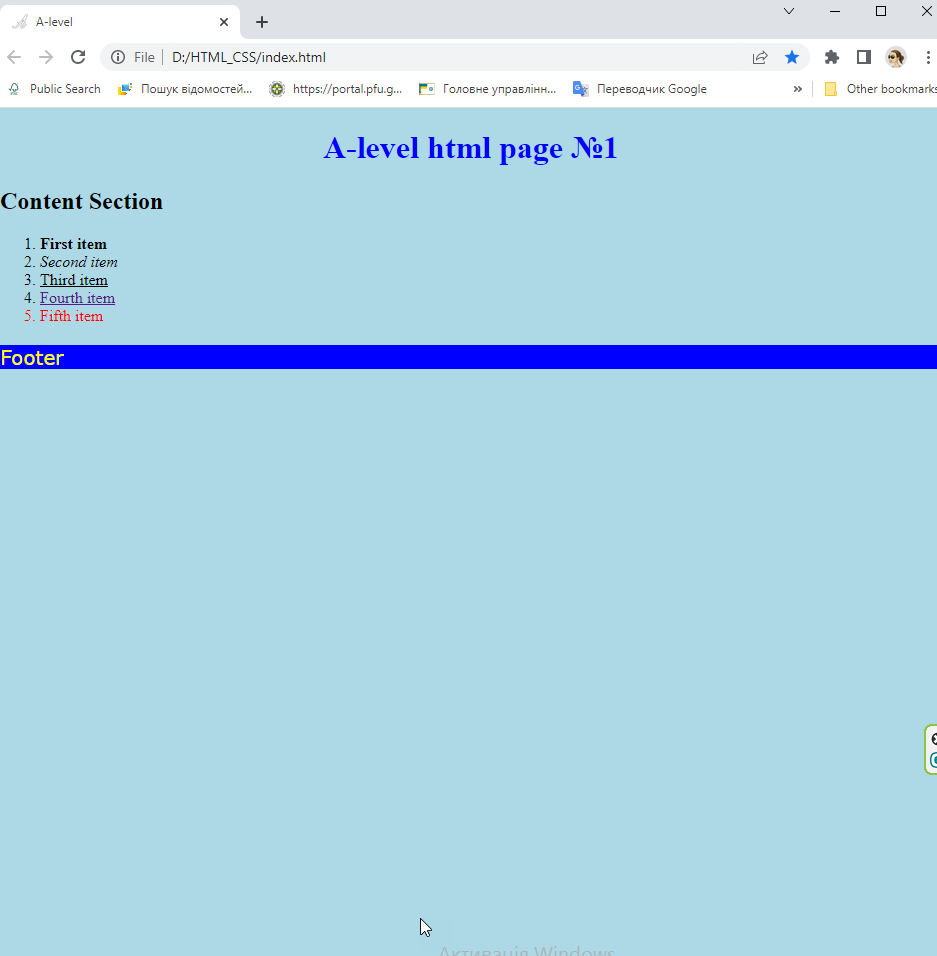 A-level
File D:/HTML_CSS/index.html
Public Search Пошук відомостей... https://portal.pfu.g... Головне управлінн... Переводчик Google » Other bookmarks
A-level html page №1
Content Section
1. First item
2. Second item
3. Third item
4. Fourth item
5. Fifth item
Footer
Активація Windows